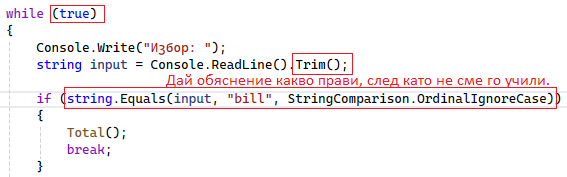 while (true)
{
Console.Write("Избор: ");
string input = Console.ReadLine().Trim();
Дай обяснение какво прави, след като не сме го учили.
if (string.Equals(input, "bill", StringComparison.OrdinalIgnoreCase))
{
Total();
break;
}